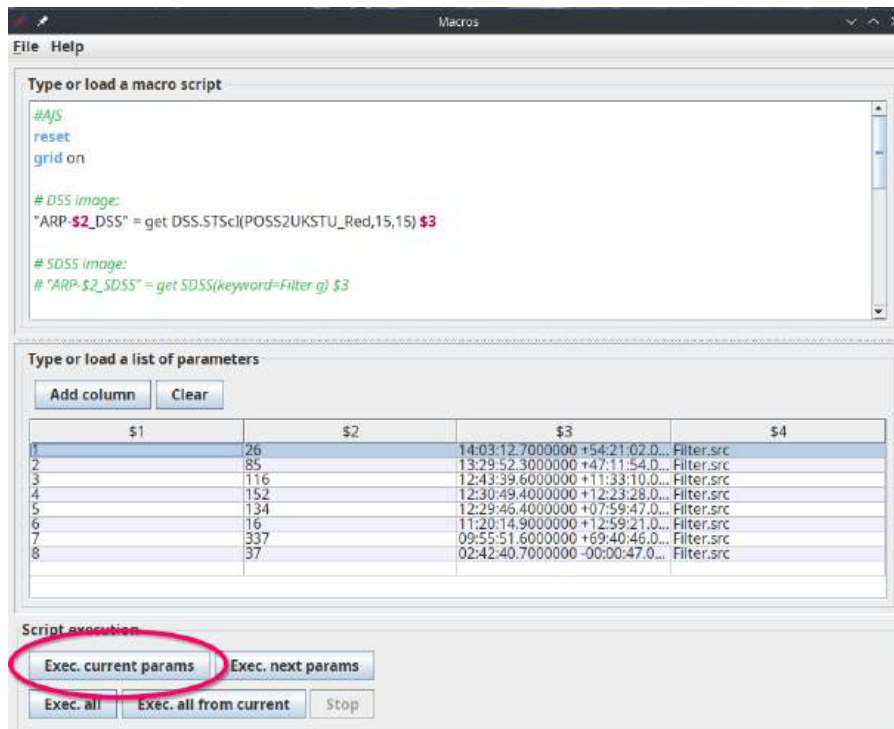 Macros
File Help
Type or load a macro script
#AJS
reset
grid on
# DSS image:
"ARP-$2_DSS" = get DSS.STScI(POSS2UKSTU_Red,15,15) $3
# SDSS image:
# "ARP-$2_SDSS" = get SDSS(keyword=Filter g) $3
Type or load a list of parameters
Add column Clear
$1 $2 $3 $4
1 26 14:03:12.7000000 +54:21:02.0... Filter.src
2 85 13:29:52.3000000 +47:11:54.0... Filter.src
3 116 12:43:39.6000000 +11:33:10.0... Filter.src
4 152 12:30:49.4000000 +12:23:28.0... Filter.src
5 134 12:29:46.4000000 +07:59:47.0... Filter.src
6 16 11:20:14.9000000 +12:59:21.0... Filter.src
7 337 09:55:51.6000000 +69:40:46.0... Filter.src
8 37 02:42:40.7000000 -00:00:47.0... Filter.src
Script execution
Exec. current params Exec. next params
Exec. all Exec. all from current Stop